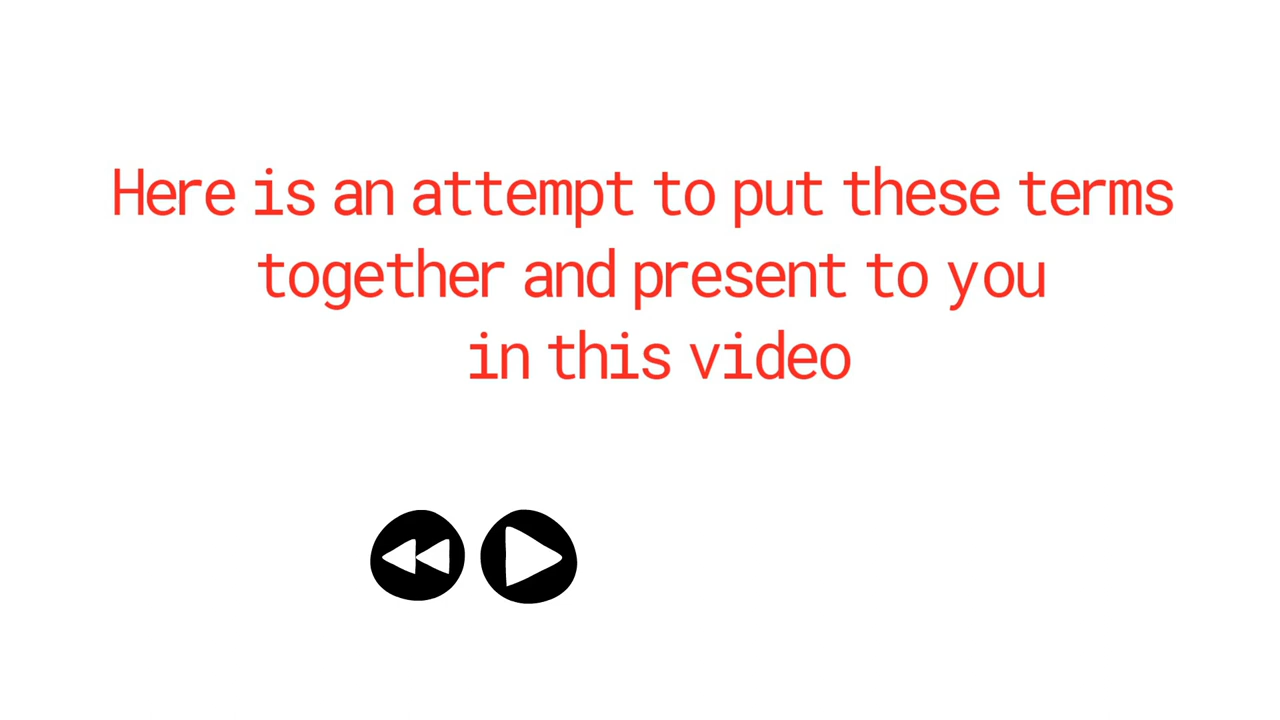 Here is an attempt to put these terms
together and present to you
in this video